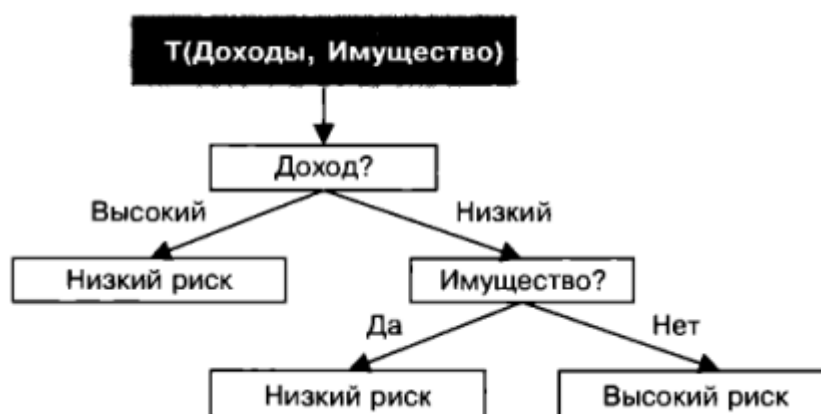 Т(Доходы, Имущество)
Доход?
Высокий
Низкий
Низкий риск
Имущество?
Да
Нет
Низкий риск
Высокий риск